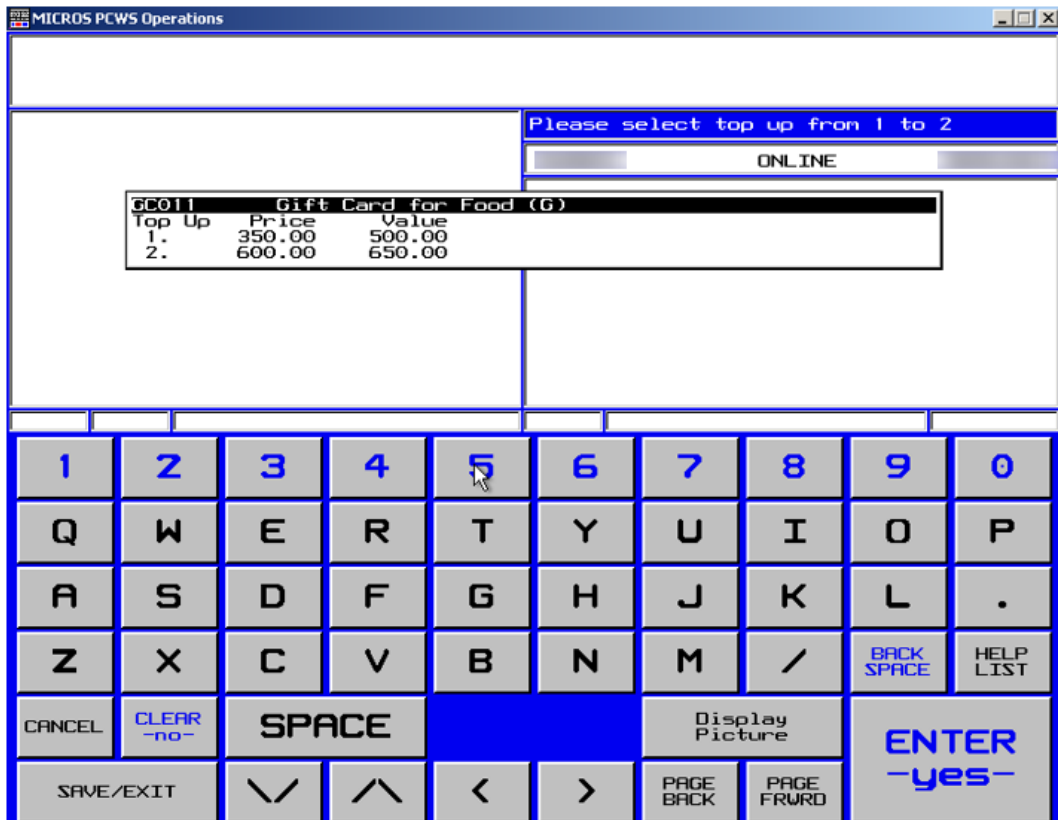 MICROS PCWS Operations
Please select top up from 1 to 2
ONLINE
GC011 Gift Card for Food (G)
Top Up Price Value
1. 350.00 500.00
2. 600.00 650.00
1 2 3 4 5 6 7 8 9 0
Q W E R T Y U I O P
A S D F G H J K L .
Z X C V B N M / BACK SPACE HELP LIST
CANCEL CLEAR -no- SPACE Display Picture ENTER -yes-
SAVE/EXIT \/ /\ < > PAGE BACK PAGE FRWRD